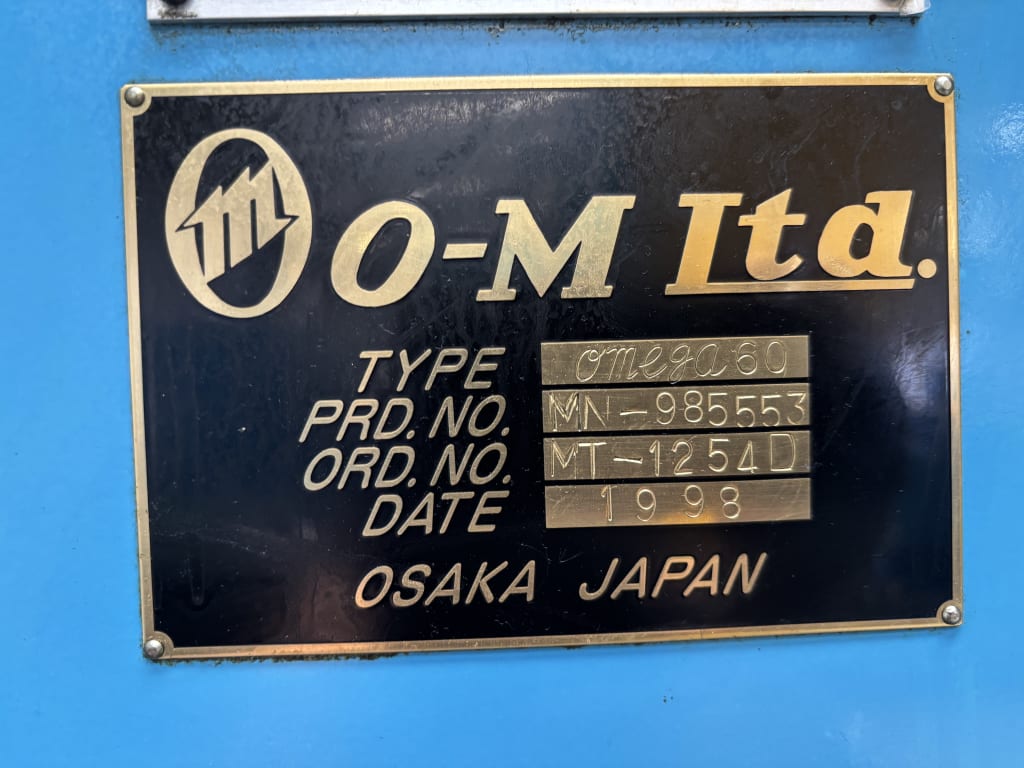 O-M Ltd.
TYPE omega60
PRD. NO. MN-985553
ORD. NO. MT-1254D
DATE 1998
OSAKA JAPAN